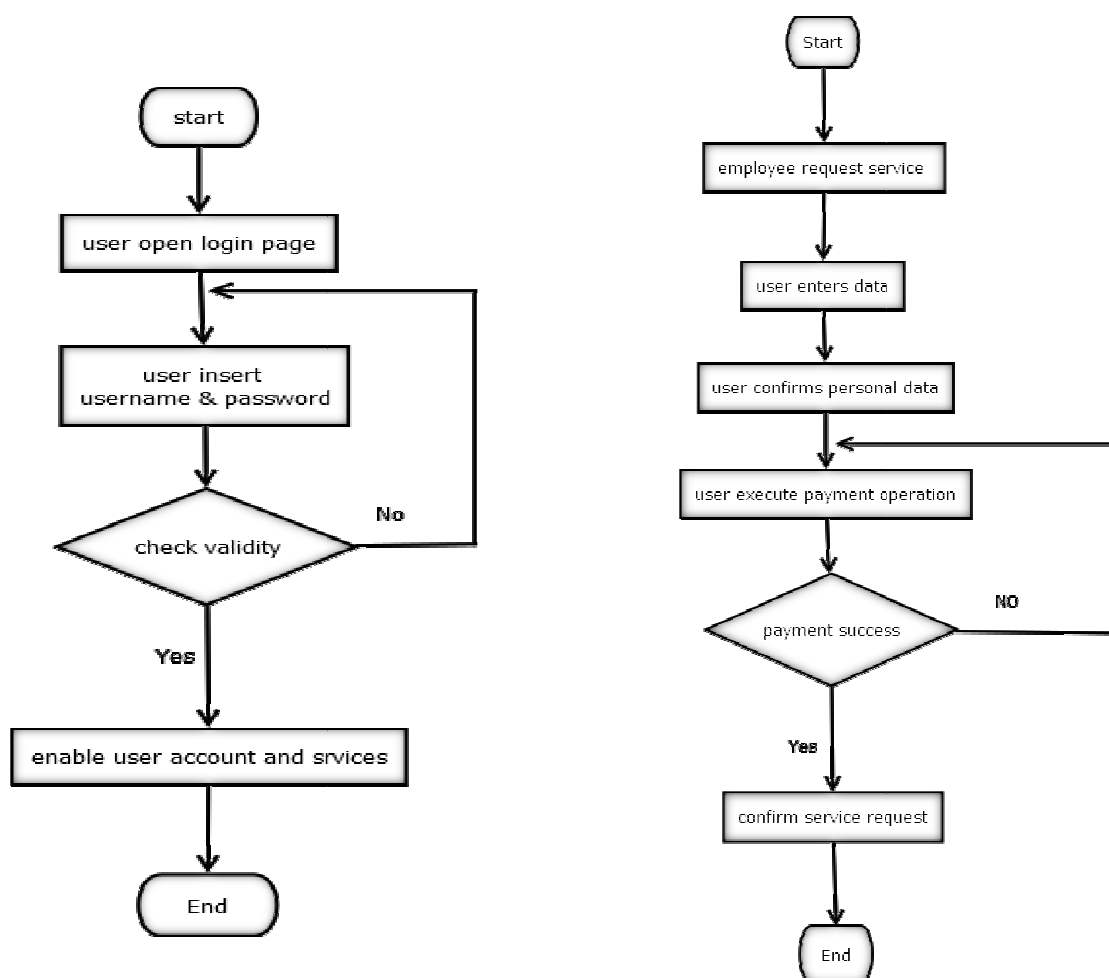 start
user open login page
user insert
username & password
check validity
No
Yes
enable user account and srvices
End
Start
employee request service
user enters data
user confirms personal data
user execute payment operation
payment success
NO
Yes
confirm service request
End